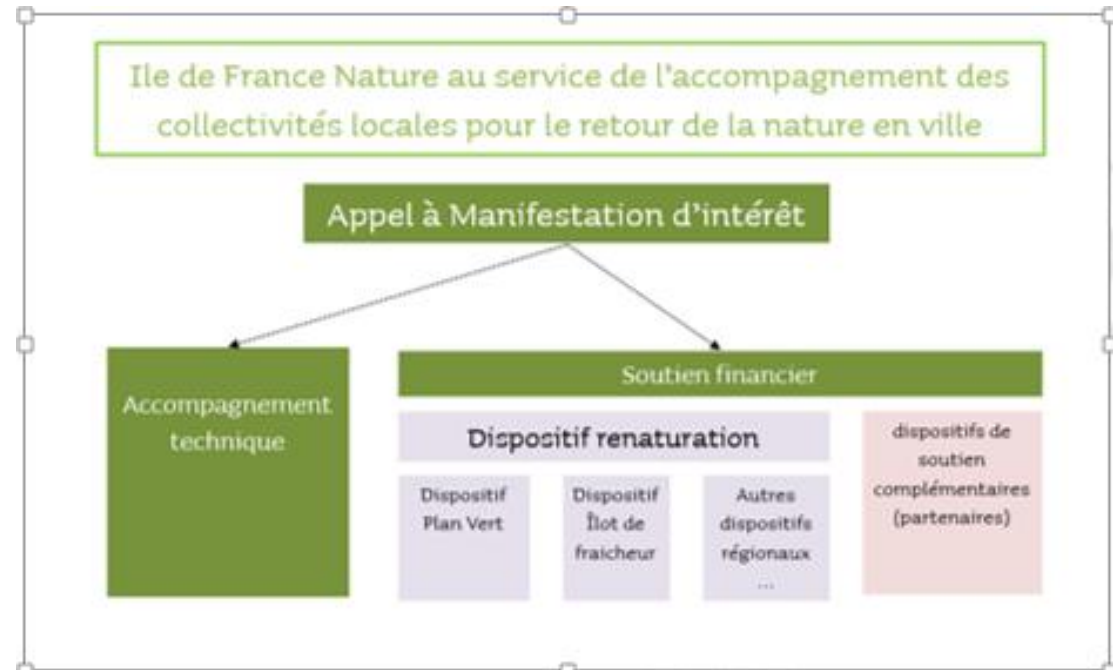 Ile de France Nature au service de l'accompagnement des
collectivités locales pour le retour de la nature en ville
Appel à Manifestation d'intérêt
Accompagnement
technique
Soutien financier
Dispositif renaturation
Dispositif
Plan Vert
Dispositif
Îlot de
fraicheur
Autres
dispositifs
régionaux
...
dispositifs de
soutien
complémentaires
(partenaires)